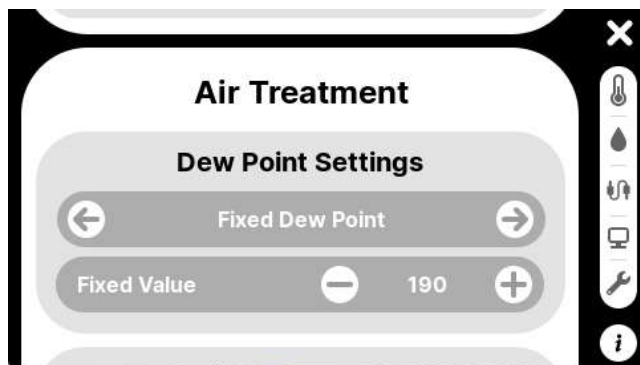 Air Treatment
Dew Point Settings
Fixed Dew Point
Fixed Value 190
i